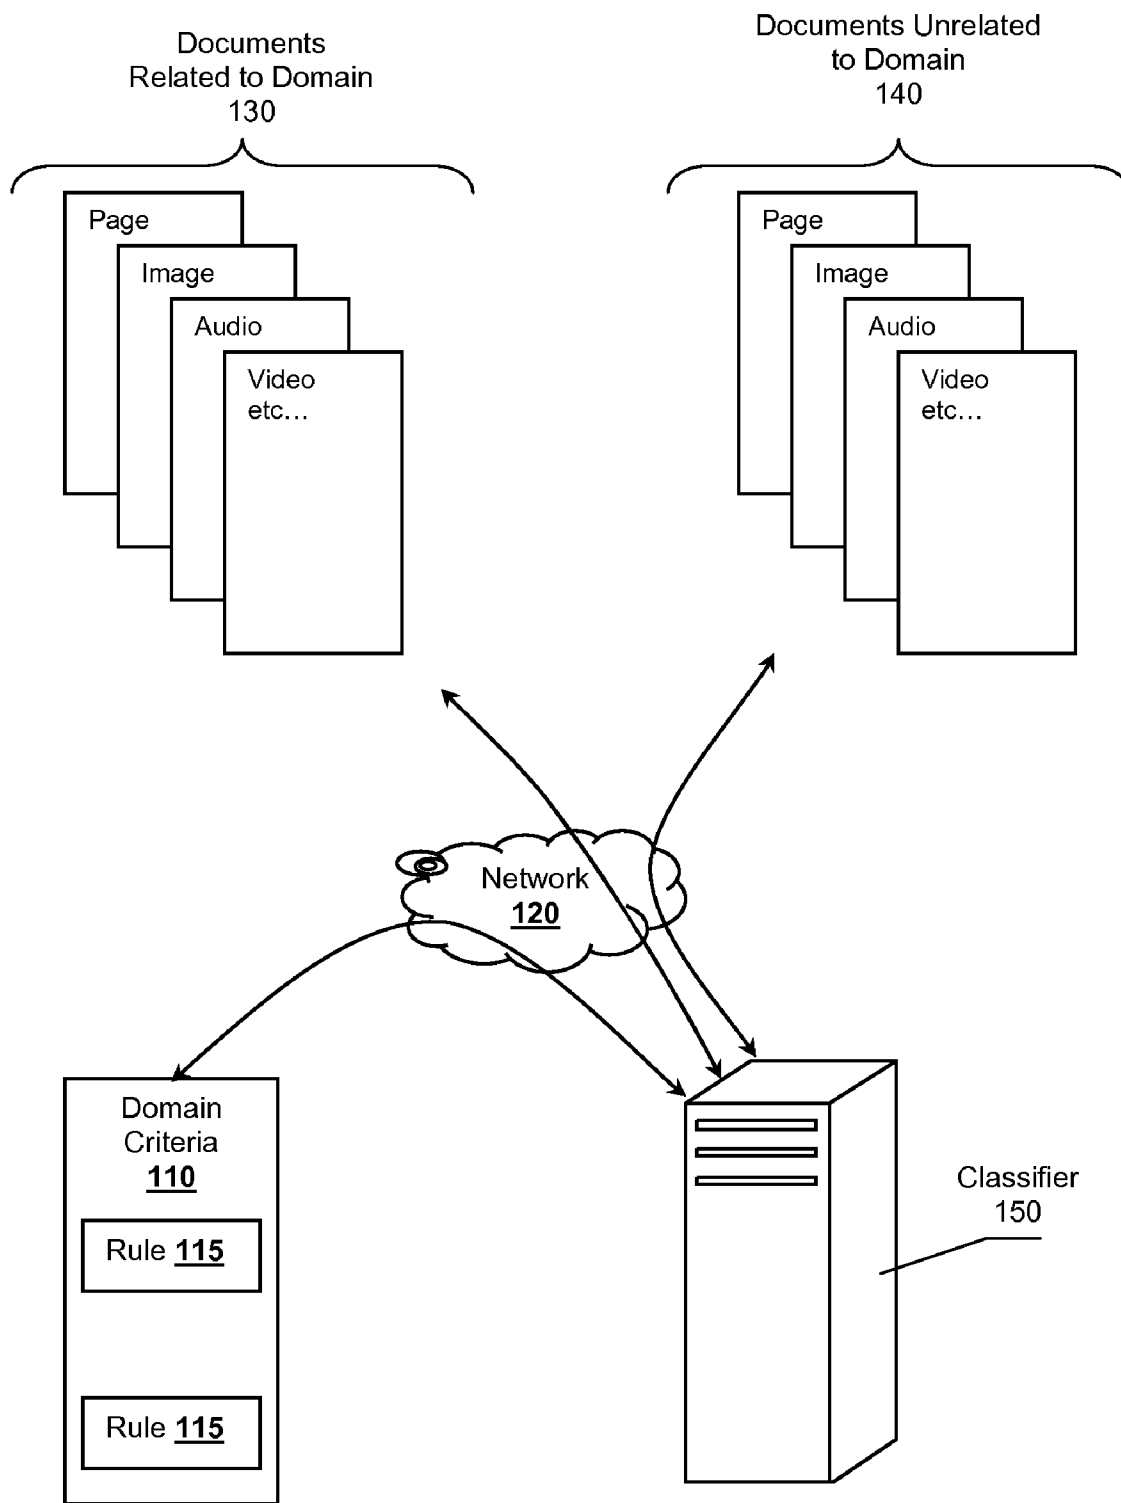 Documents
Related to Domain
130
Documents Unrelated
to Domain
140
Page
Image
Audio
Video
etc…
Page
Image
Audio
Video
etc…
Network
120
Domain
Criteria
110
Rule 115
Rule 115
Classifier
150